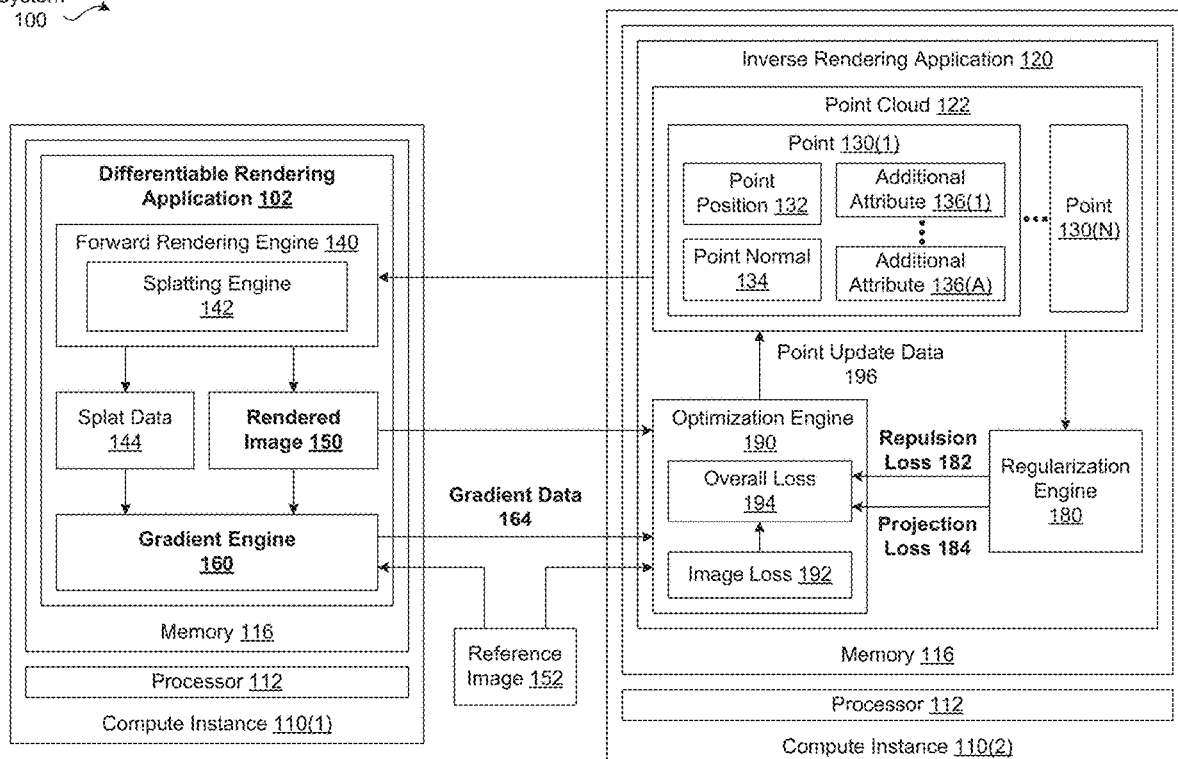 System
100
Differentiable Rendering
Application 102
Forward Rendering Engine 140
Splatting Engine
142
Splat Data
144
Rendered
Image 150
Gradient Engine
160
Memory 116
Processor 112
Compute Instance 110(1)
Gradient Data
164
Reference
Image 152
Inverse Rendering Application 120
Point Cloud 122
Point 130(1)
Point
Position 132
Additional
Attribute 136(1)
Point Normal
134
Additional
Attribute 136(A)
Point
130(N)
Point Update Data
196
Optimization Engine
190
Overall Loss
194
Image Loss 192
Repulsion
Loss 182
Projection
Loss 184
Regularization
Engine
180
Memory 116
Processor 112
Compute Instance 110(2)